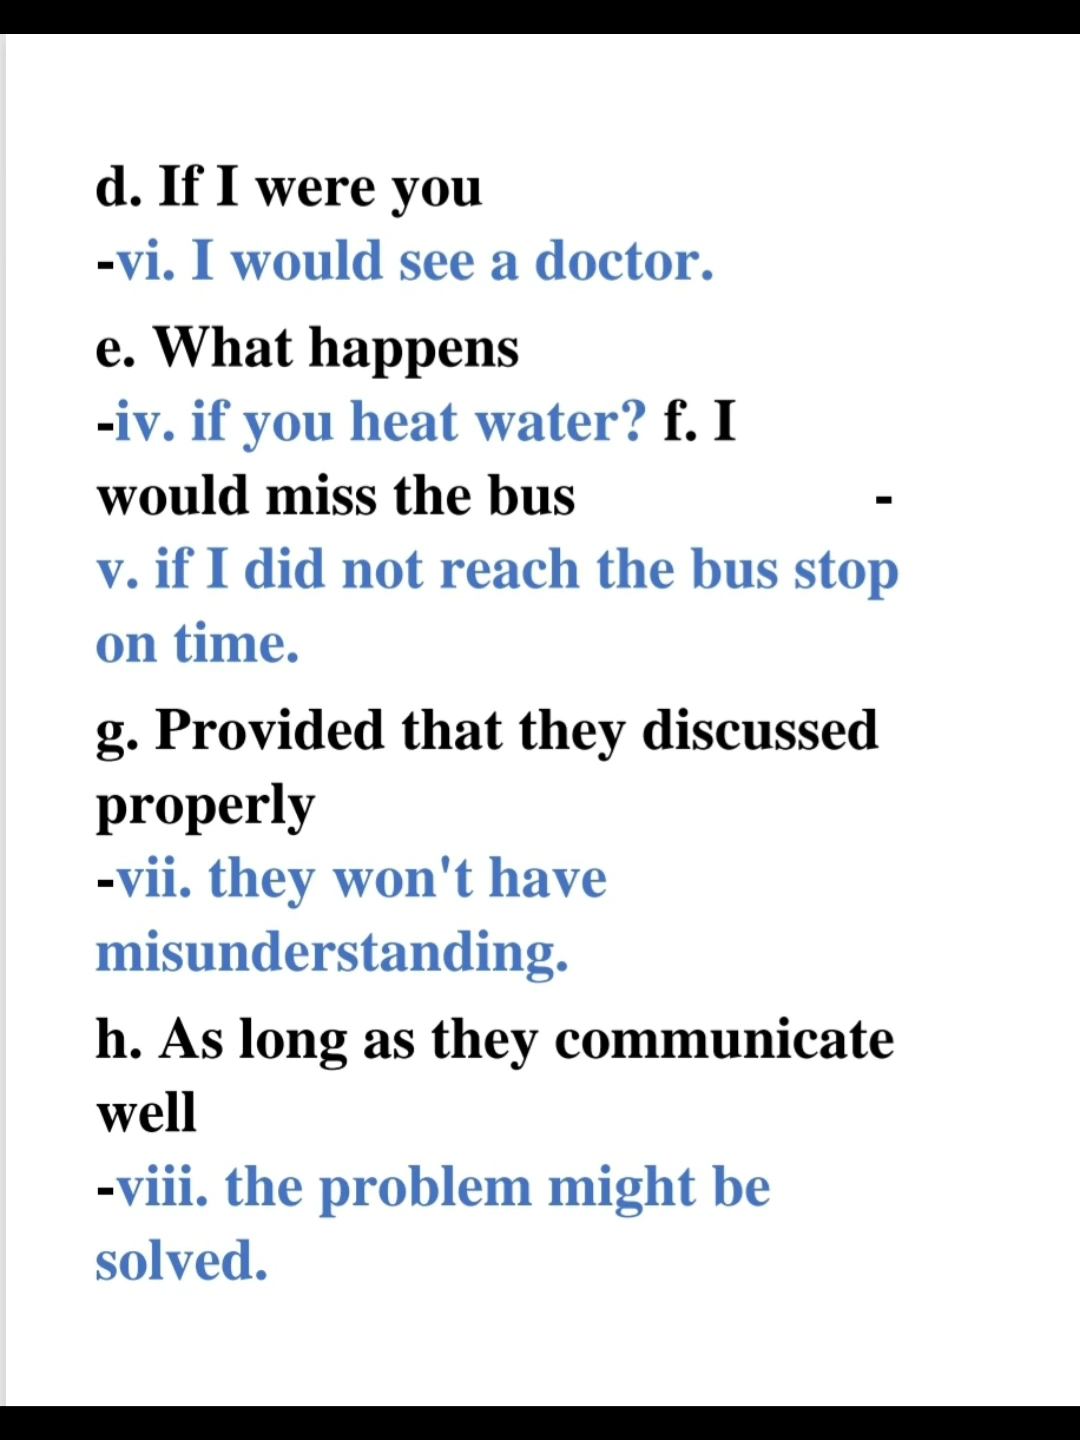 d. If I were you
-vi. I would see a doctor.
e. What happens
-iv. if you heat water? f. I
would miss the bus -
v. if I did not reach the bus stop
on time.
g. Provided that they discussed
properly
-vii. they won't have
misunderstanding.
h. As long as they communicate
well
-viii. the problem might be
solved.